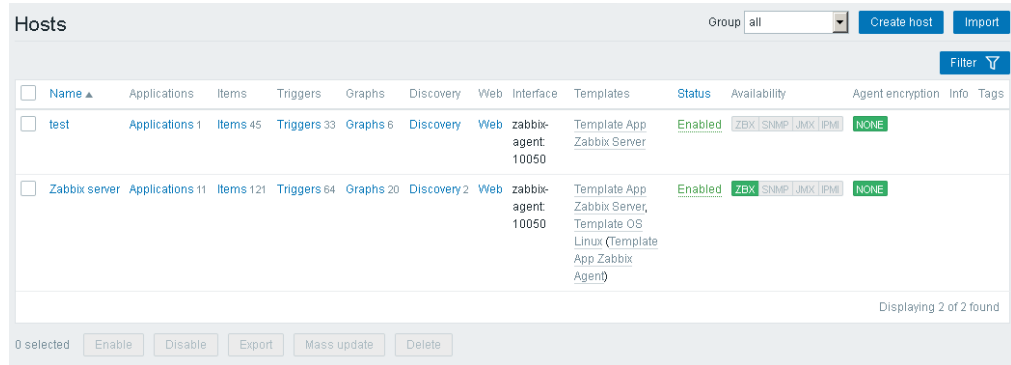 Hosts Group all Create host Import
Filter
Name ▲ Applications Items Triggers Graphs Discovery Web Interface Templates Status Availability Agent encryption Info Tags
test Applications 1 Items 45 Triggers 33 Graphs 6 Discovery Web zabbix- Template App Enabled ZBX SNMP JMX IPMI NONE
agent: Zabbix Server
10050
Zabbix server Applications 11 Items 121 Triggers 64 Graphs 20 Discovery 2 Web zabbix- Template App Enabled ZBX SNMP JMX IPMI NONE
agent: Zabbix Server,
10050 Template OS
Linux (Template
App Zabbix
Agent)
Displaying 2 of 2 found
0 selected Enable Disable Export Mass update Delete